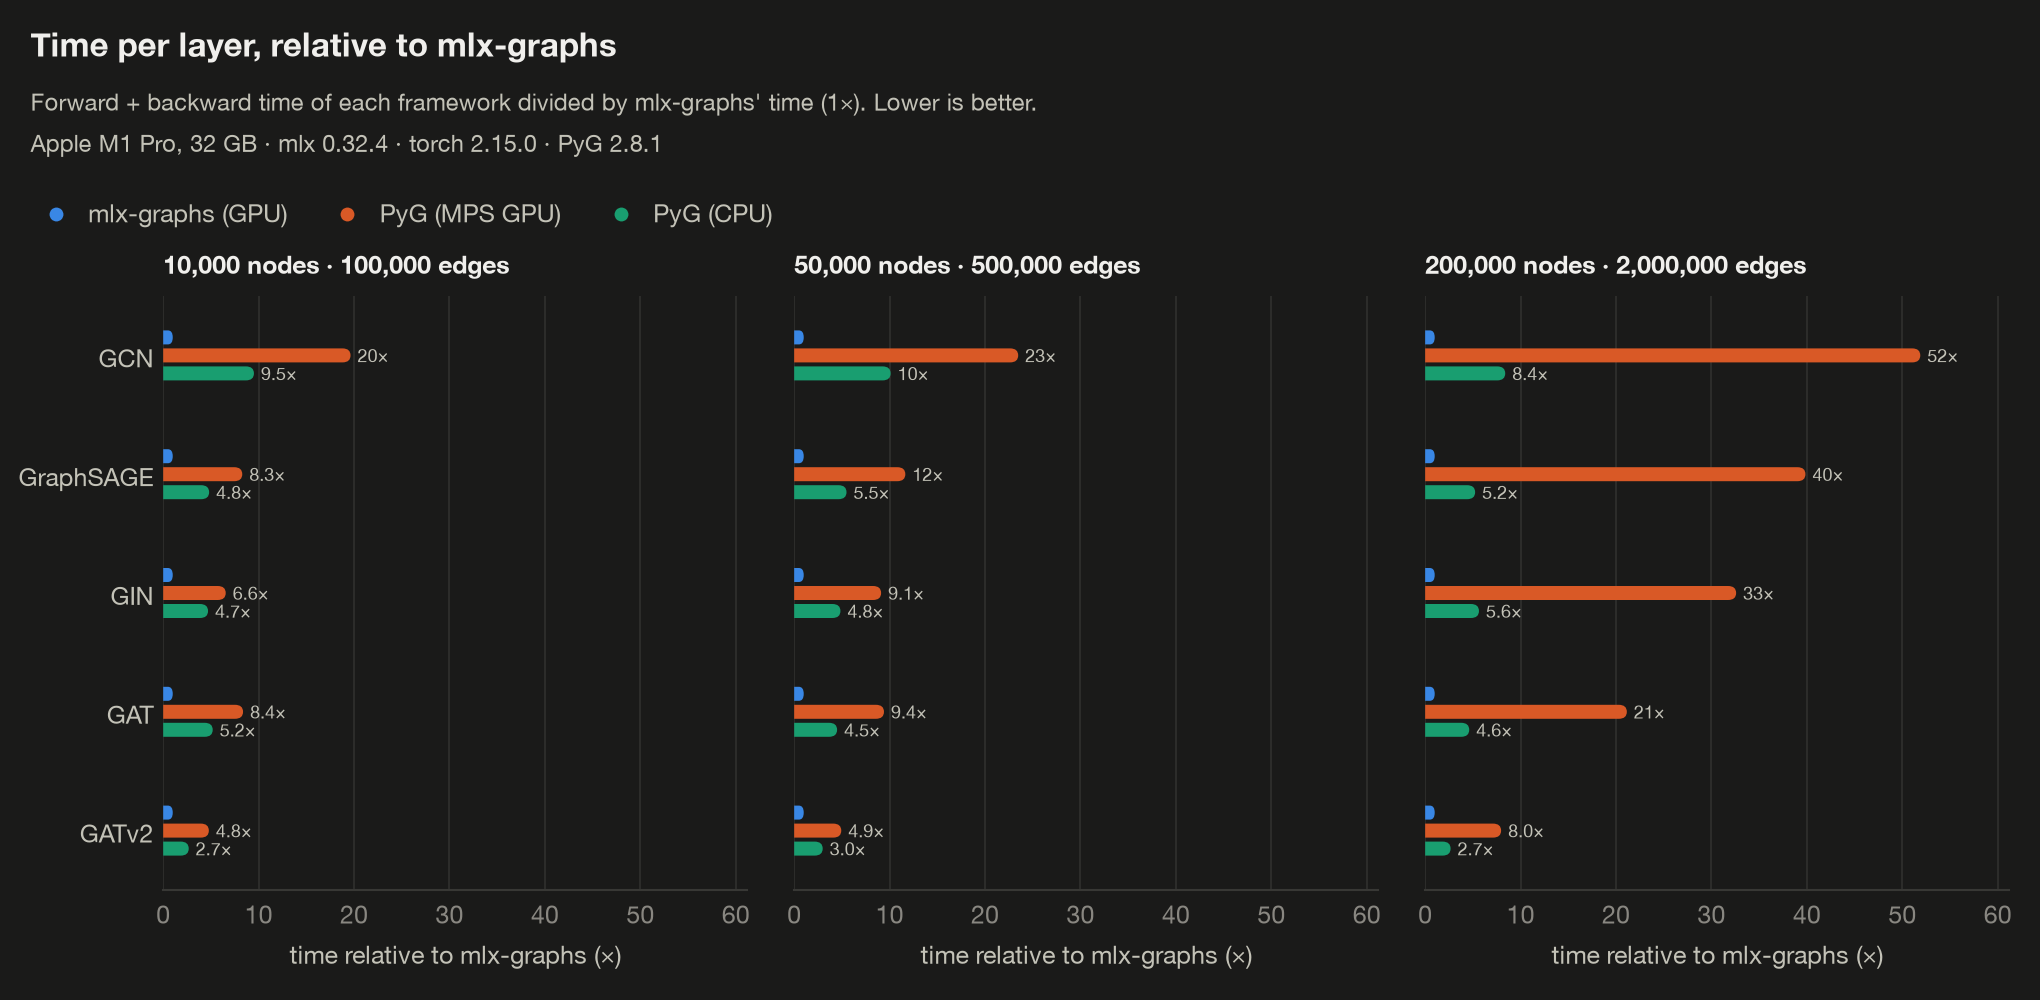 Time per layer, relative to mlx-graphs
Forward + backward time of each framework divided by mlx-graphs' time (1×). Lower is better.
Apple M1 Pro, 32 GB · mlx 0.32.4 · torch 2.15.0 · PyG 2.8.1
mlx-graphs (GPU) PyG (MPS GPU) PyG (CPU)
10,000 nodes · 100,000 edges
GCN
20×
9.5×
GraphSAGE
8.3×
4.8×
GIN
6.6×
4.7×
GAT
8.4×
5.2×
GATv2
4.8×
2.7×
0 10 20 30 40 50 60
time relative to mlx-graphs (×)
50,000 nodes · 500,000 edges
23×
10×
12×
5.5×
9.1×
4.8×
9.4×
4.5×
4.9×
3.0×
0 10 20 30 40 50 60
time relative to mlx-graphs (×)
200,000 nodes · 2,000,000 edges
52×
8.4×
40×
5.2×
33×
5.6×
21×
4.6×
8.0×
2.7×
0 10 20 30 40 50 60
time relative to mlx-graphs (×)